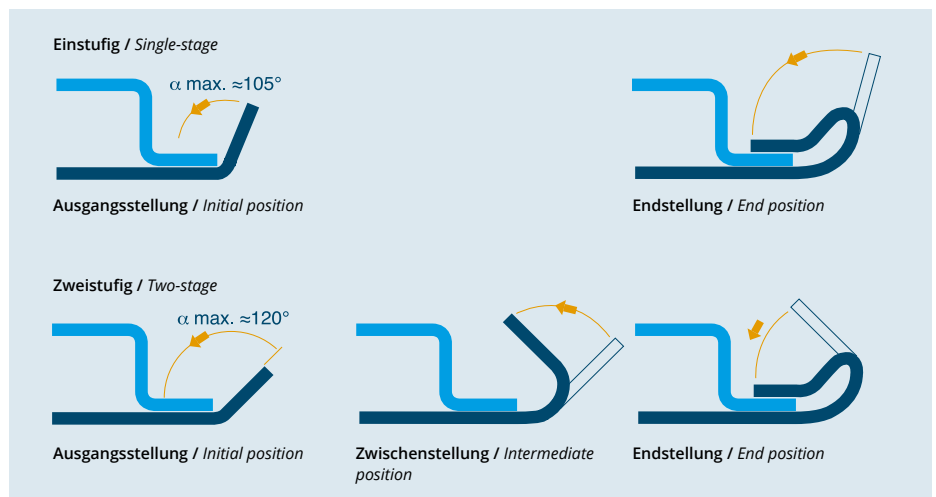 Einstufig / Single-stage
α max. ≈105°
Ausgangsstellung / Initial position
Endstellung / End position
Zweistufig / Two-stage
α max. ≈120°
Ausgangsstellung / Initial position
Zwischenstellung / Intermediate
position
Endstellung / End position